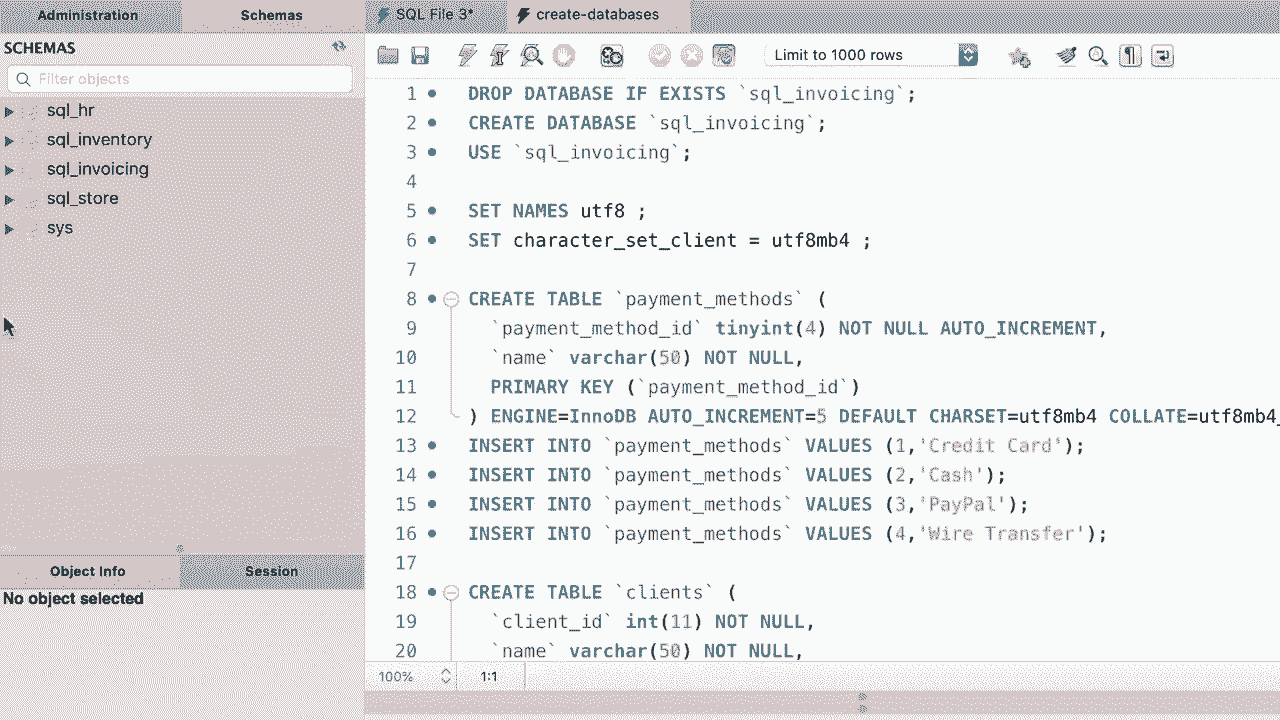 Administration
Schemas
SQL File 3*
create-databases
SCHEMAS
Filter objects
sql_hr
sql_inventory
sql_invoicing
sql_store
sys
Object Info
Session
No object selected
Limit to 1000 rows
1 DROP DATABASE IF EXISTS `sql_invoicing`;
2 CREATE DATABASE `sql_invoicing`;
3 USE `sql_invoicing`;
4
5 SET NAMES utf8 ;
6 SET character_set_client = utf8mb4 ;
7
8 CREATE TABLE `payment_methods` (
9 `payment_method_id` tinyint(4) NOT NULL AUTO_INCREMENT,
10 `name` varchar(50) NOT NULL,
11 PRIMARY KEY (`payment_method_id`)
12 ) ENGINE=InnoDB AUTO_INCREMENT=5 DEFAULT CHARSET=utf8mb4 COLLATE=utf8mb4_
13 INSERT INTO `payment_methods` VALUES (1,'Credit Card');
14 INSERT INTO `payment_methods` VALUES (2,'Cash');
15 INSERT INTO `payment_methods` VALUES (3,'PayPal');
16 INSERT INTO `payment_methods` VALUES (4,'Wire Transfer');
17
18 CREATE TABLE `clients` (
19 `client_id` int(11) NOT NULL,
20 `name` varchar(50) NOT NULL,
100%
1:1